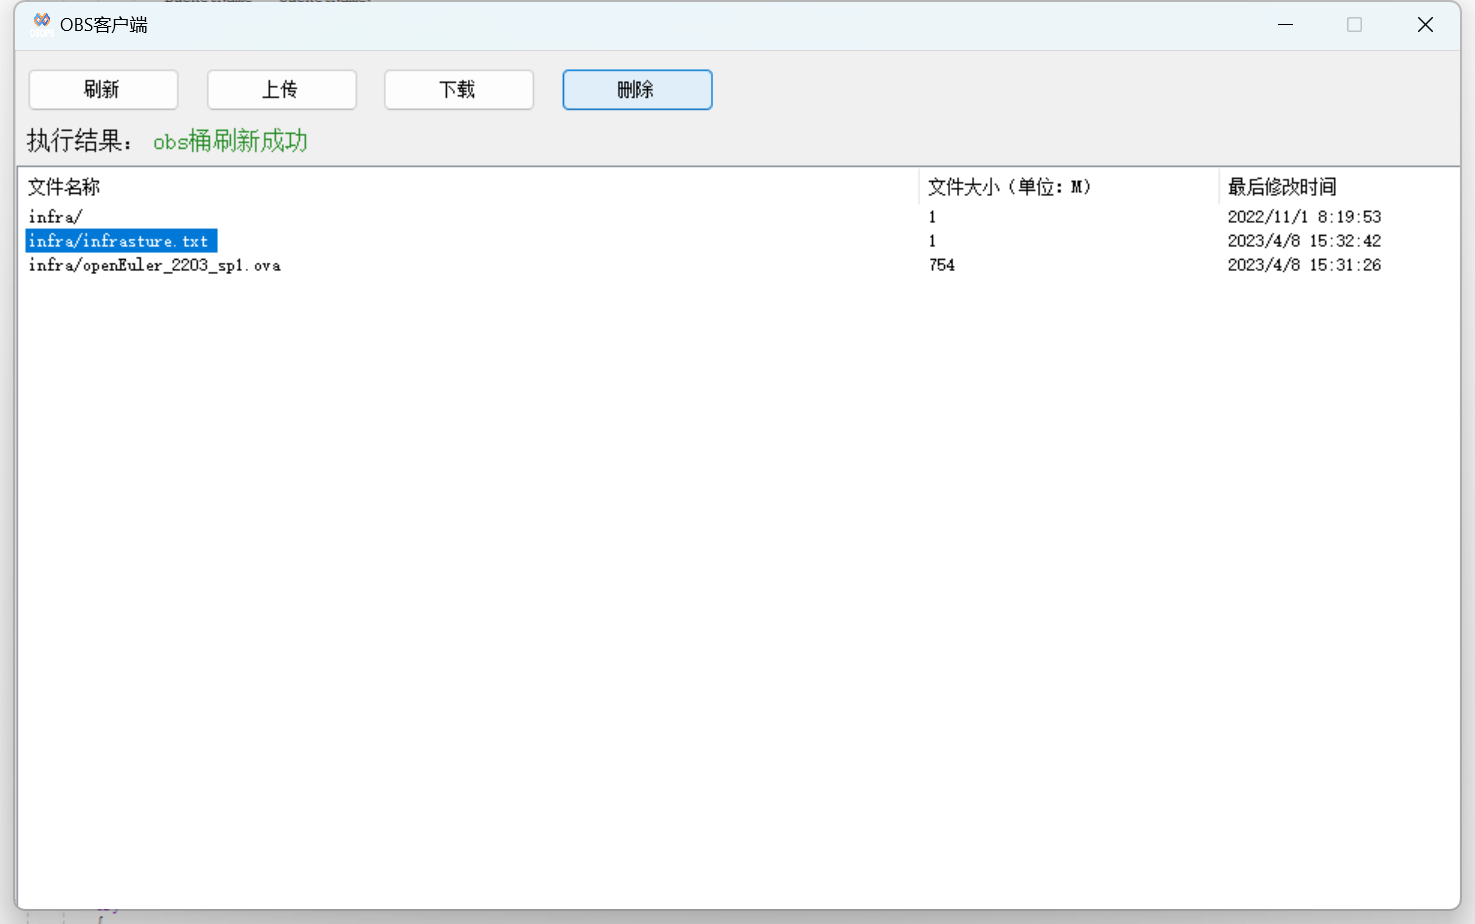 OBS客户端
刷新 上传 下载 删除
执行结果： obs桶刷新成功
文件名称 文件大小（单位：M） 最后修改时间
infra/ 1 2022/11/1 8:19:53
infra/infrasture.txt 1 2023/4/8 15:32:42
infra/openEuler_2203_sp1.ova 754 2023/4/8 15:31:26